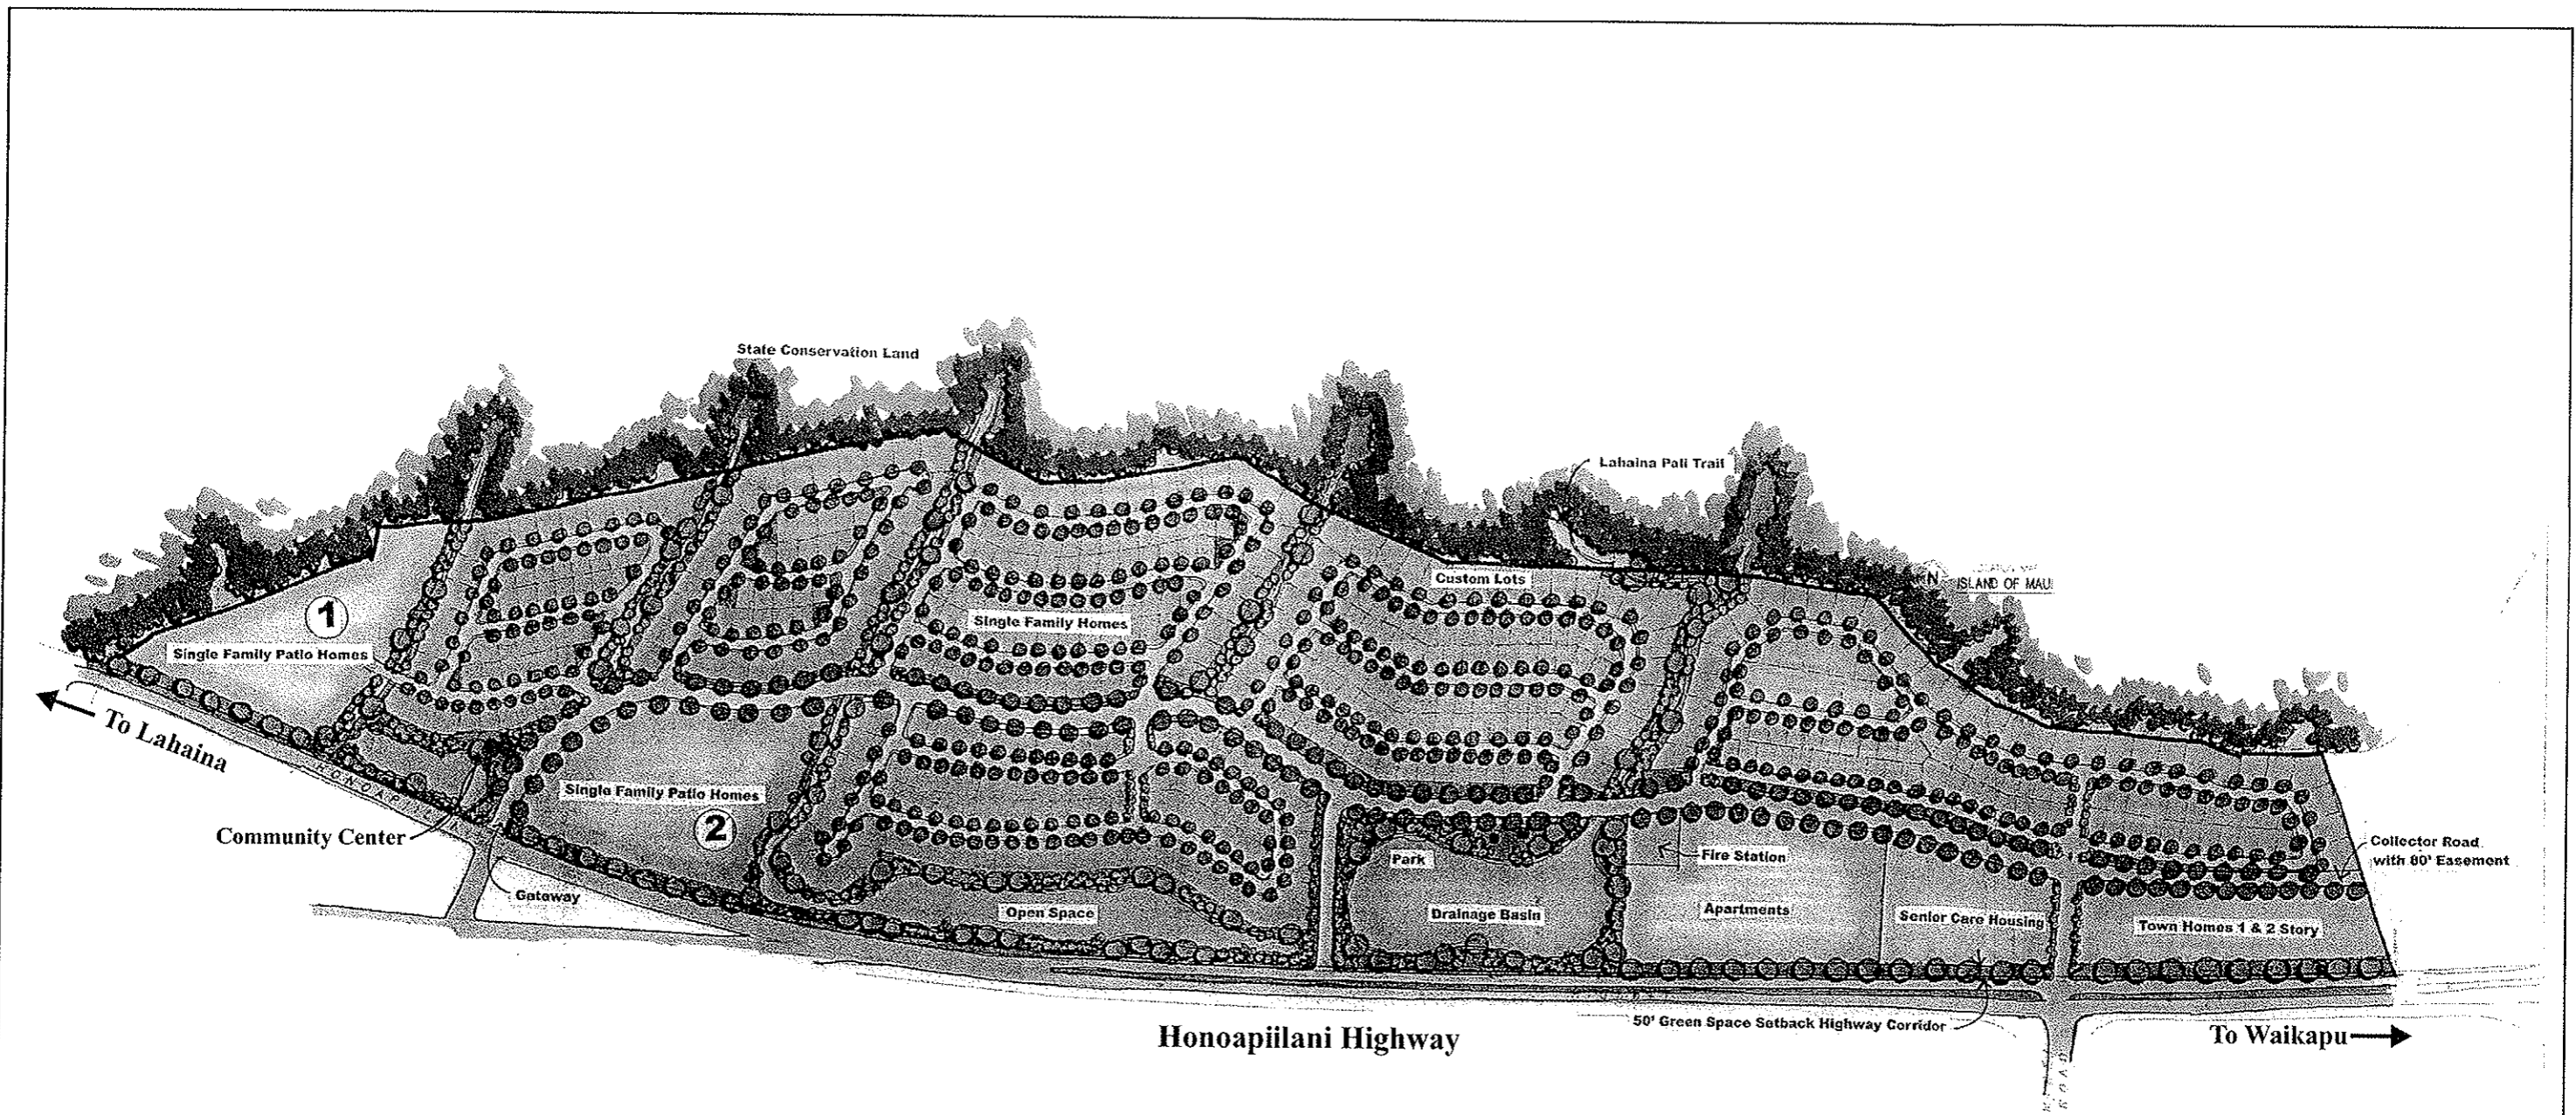 State Conservation Land
Lahaina Pali Trail
N
ISLAND OF MAUI
Custom Lots
1
Single Family Homes
Single Family Patio Homes
To Lahaina
Single Family Patio Homes
2
Community Center
Gateway
Open Space
Park
Drainage Basin
Fire Station
Apartments
Senior Care Housing
Town Homes 1 & 2 Story
Collector Road
with 80' Easement
50' Green Space Setback Highway Corridor
Honoapiilani Highway
To Waikapu
ROAD